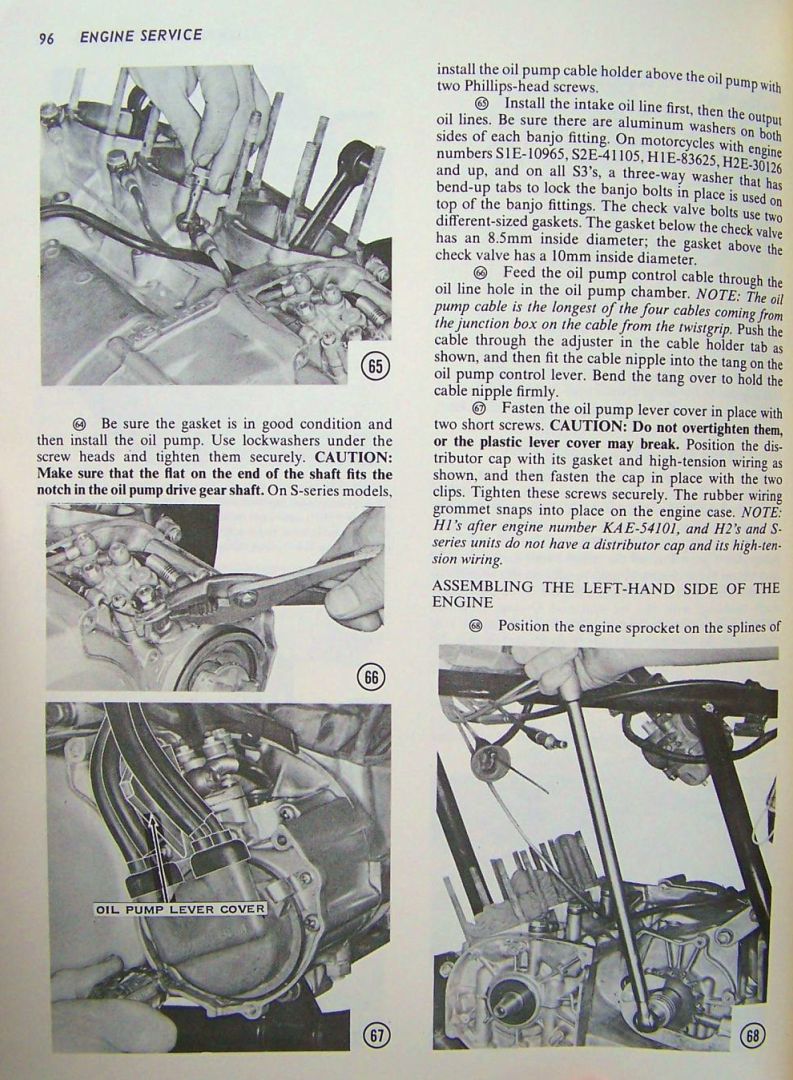 96 ENGINE SERVICE
65
64 Be sure the gasket is in good condition and
then install the oil pump. Use lockwashers under the
screw heads and tighten them securely. CAUTION:
Make sure that the flat on the end of the shaft fits the
notch in the oil pump drive gear shaft. On S-series models,
66
OIL PUMP LEVER COVER
67
install the oil pump cable holder above the oil pump with
two Phillips-head screws.
65 Install the intake oil line first, then the output
oil lines. Be sure there are aluminum washers on both
sides of each banjo fitting. On motorcycles with engine
numbers S1E-10965, S2E-41105, H1E-83625, H2E-30126
and up, and on all S3's, a three-way washer that has
bend-up tabs to lock the banjo bolts in place is used on
top of the banjo fittings. The check valve bolts use two
different-sized gaskets. The gasket below the check valve
has an 8.5mm inside diameter; the gasket above the
check valve has a 10mm inside diameter.
66 Feed the oil pump control cable through the
oil line hole in the oil pump chamber. NOTE: The oil
pump cable is the longest of the four cables coming from
the junction box on the cable from the twistgrip. Push the
cable through the adjuster in the cable holder tab as
shown, and then fit the cable nipple into the tang on the
oil pump control lever. Bend the tang over to hold the
cable nipple firmly.
67 Fasten the oil pump lever cover in place with
two short screws. CAUTION: Do not overtighten them,
or the plastic lever cover may break. Position the dis-
tributor cap with its gasket and high-tension wiring as
shown, and then fasten the cap in place with the two
clips. Tighten these screws securely. The rubber wiring
grommet snaps into place on the engine case. NOTE:
H1's after engine number KAE-54101, and H2's and S-
series units do not have a distributor cap and its high-ten-
sion wiring.
ASSEMBLING THE LEFT-HAND SIDE OF THE
ENGINE
68 Position the engine sprocket on the splines of
68